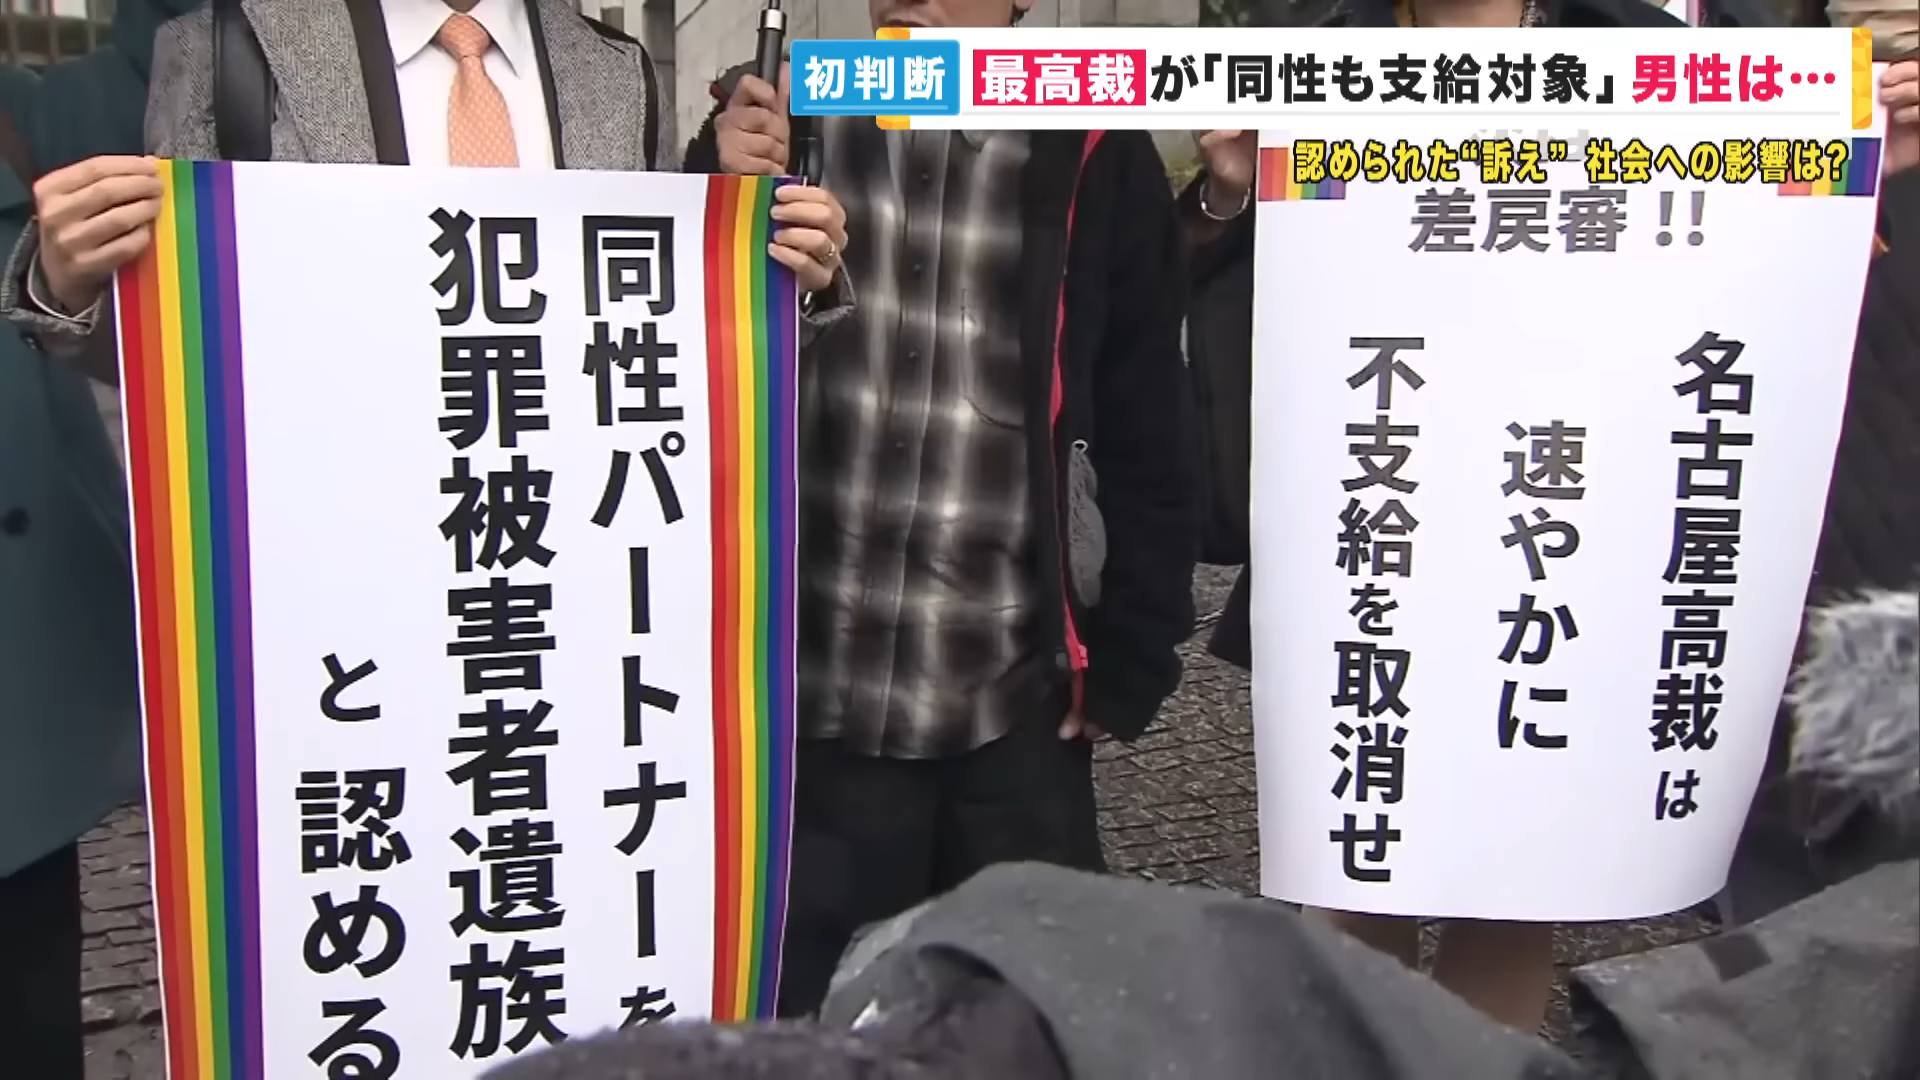 初判断 最高裁が「同性も支給対象」男性は…
認められた“訴え” 社会への影響は?
同性パートナーを
犯罪被害者遺族
と認める
差戻審!!
名古屋高裁は
速やかに
不支給を取消せ